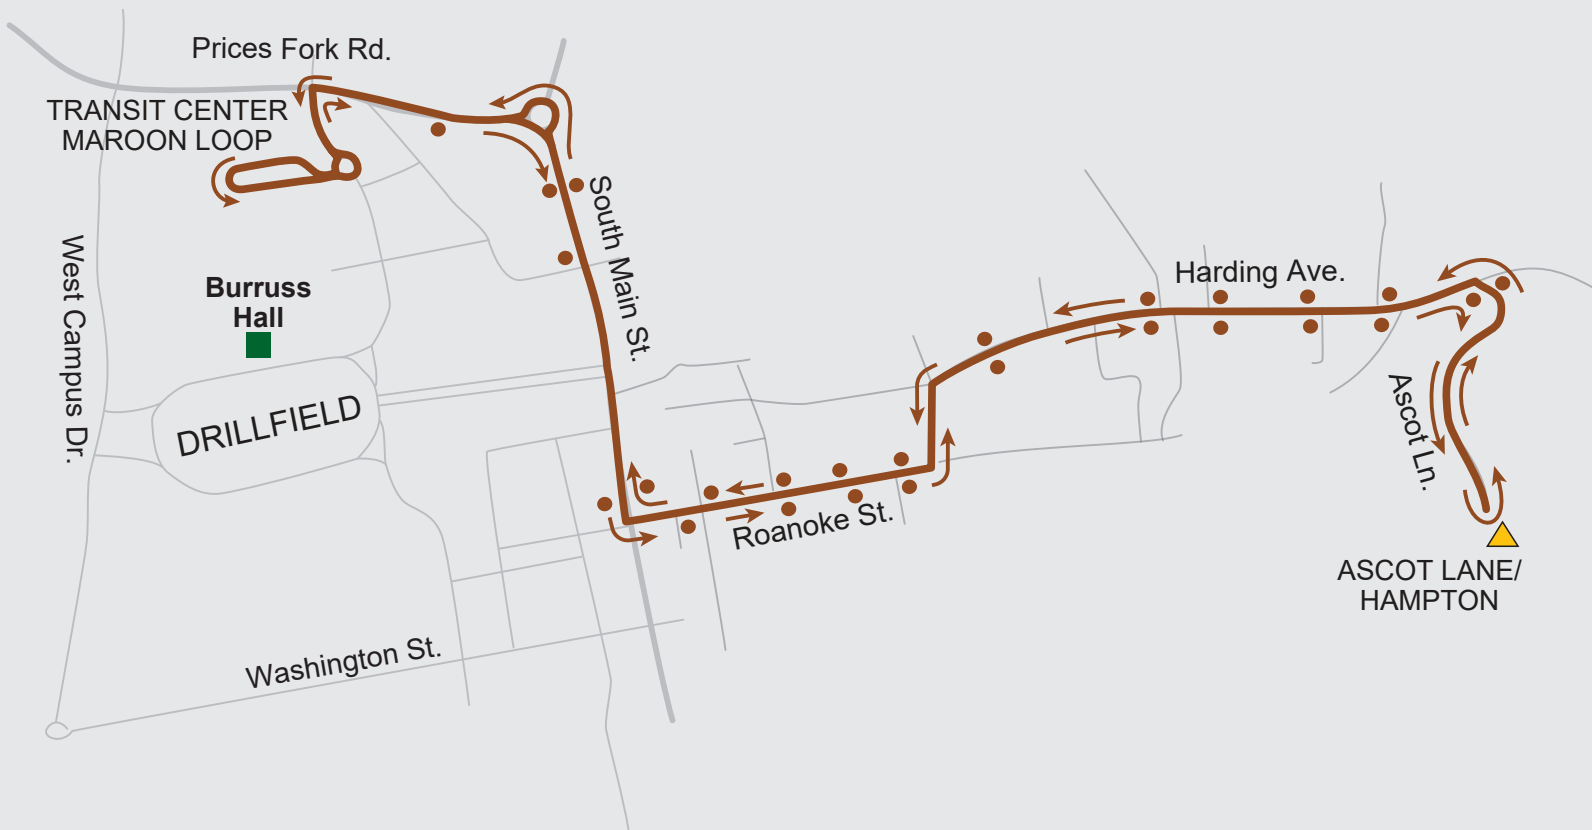 Prices Fork Rd.
TRANSIT CENTER
MAROON LOOP
South Main St.
West Campus Dr.
Burruss
Hall
Harding Ave.
DRILLFIELD
Ascot Ln.
Roanoke St.
ASCOT LANE/
HAMPTON
Washington St.